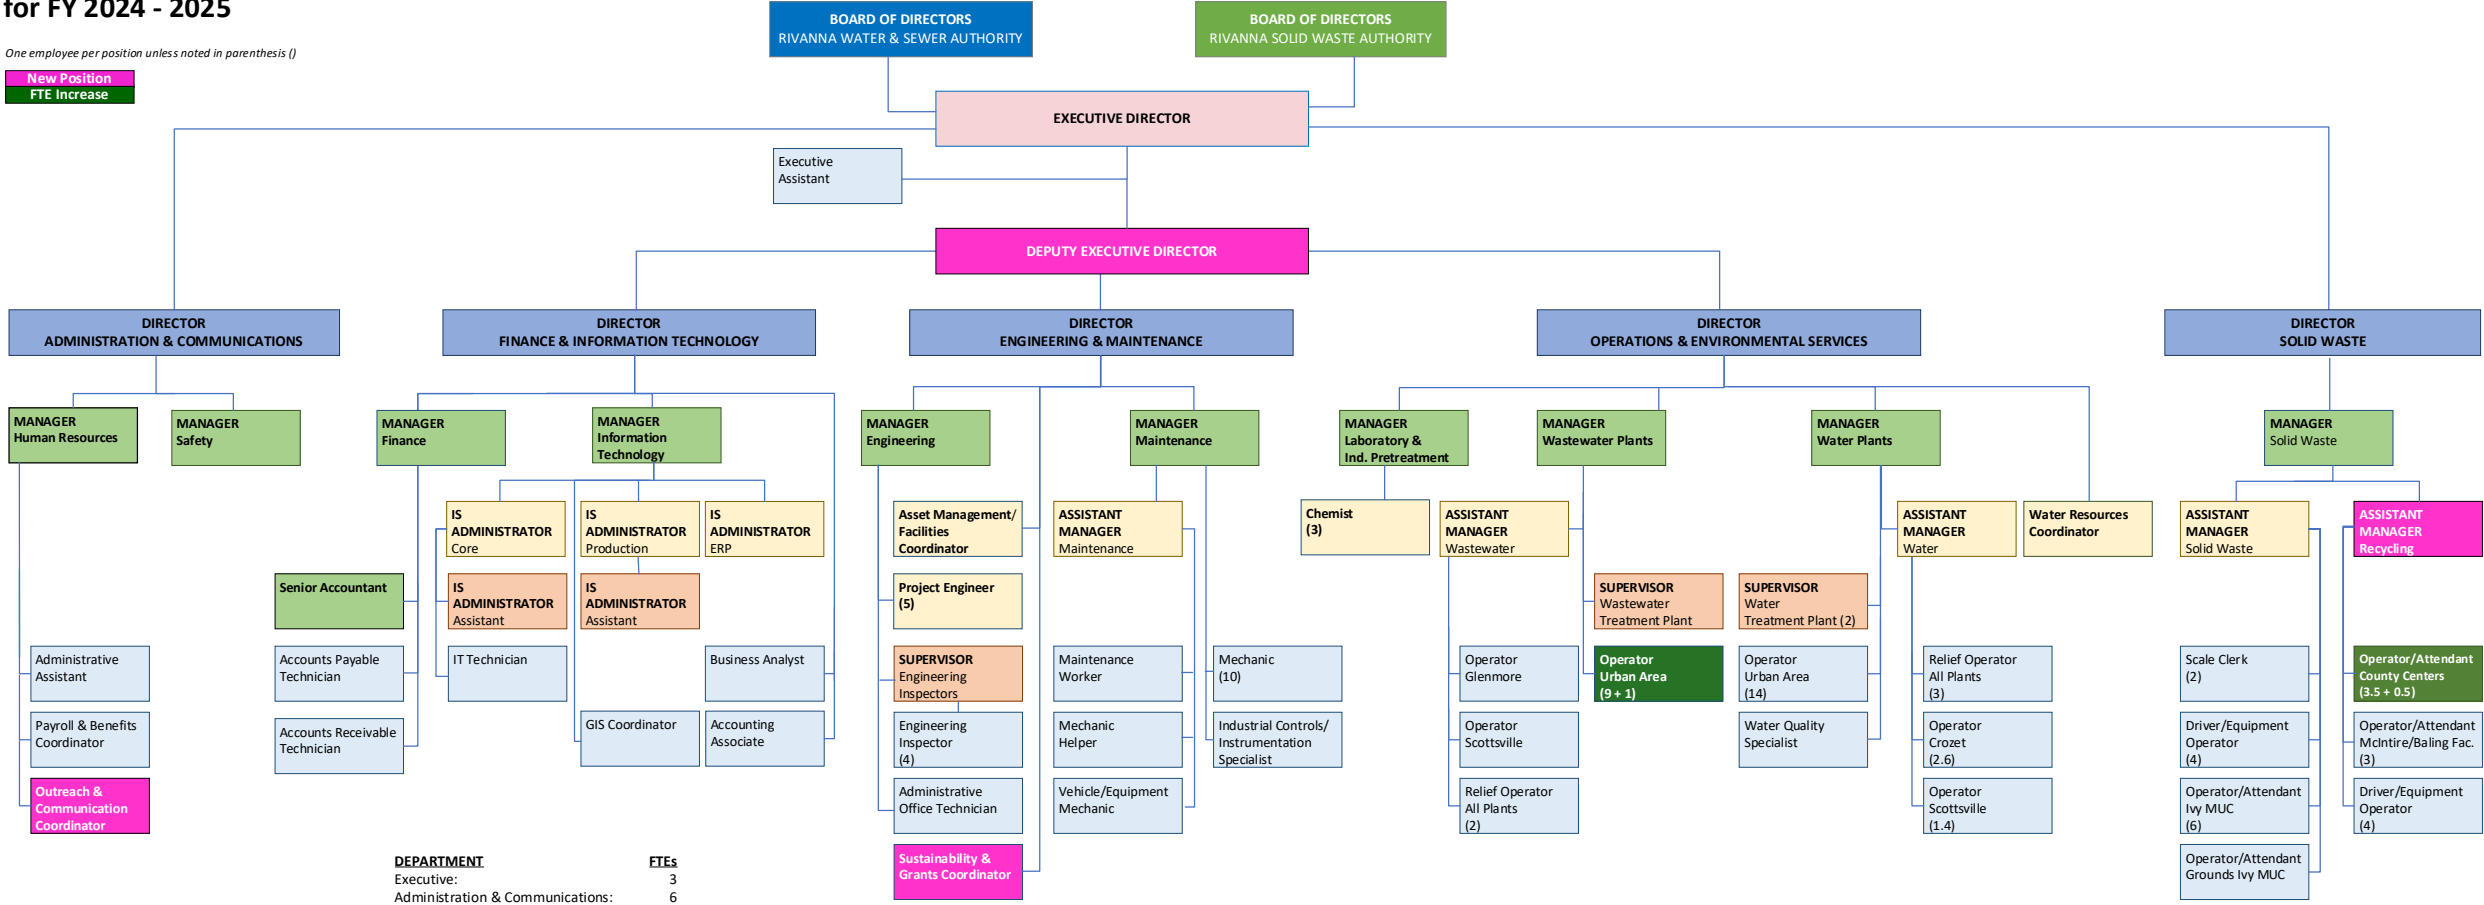 for FY 2024 - 2025
One employee per position unless noted in parenthesis ()
New Position
FTE Increase
BOARD OF DIRECTORS
RIVANNA WATER & SEWER AUTHORITY
BOARD OF DIRECTORS
RIVANNA SOLID WASTE AUTHORITY
EXECUTIVE DIRECTOR
Executive
Assistant
DEPUTY EXECUTIVE DIRECTOR
DIRECTOR
ADMINISTRATION & COMMUNICATIONS
DIRECTOR
FINANCE & INFORMATION TECHNOLOGY
DIRECTOR
ENGINEERING & MAINTENANCE
DIRECTOR
OPERATIONS & ENVIRONMENTAL SERVICES
DIRECTOR
SOLID WASTE
MANAGER
Human Resources
MANAGER
Safety
MANAGER
Finance
MANAGER
Information
Technology
MANAGER
Engineering
MANAGER
Maintenance
MANAGER
Laboratory &
Ind. Pretreatment
MANAGER
Wastewater Plants
MANAGER
Water Plants
MANAGER
Solid Waste
IS
ADMINISTRATOR
Core
IS
ADMINISTRATOR
Production
IS
ADMINISTRATOR
ERP
Asset Management/
Facilities
Coordinator
ASSISTANT
MANAGER
Maintenance
Chemist
(3)
ASSISTANT
MANAGER
Wastewater
ASSISTANT
MANAGER
Water
Water Resources
Coordinator
ASSISTANT
MANAGER
Solid Waste
ASSISTANT
MANAGER
Recycling
Senior Accountant
IS
ADMINISTRATOR
Assistant
IS
ADMINISTRATOR
Assistant
Project Engineer
(5)
SUPERVISOR
Wastewater
Treatment Plant
SUPERVISOR
Water
Treatment Plant (2)
Administrative
Assistant
Accounts Payable
Technician
IT Technician
Business Analyst
SUPERVISOR
Engineering
Inspectors
Maintenance
Worker
Mechanic
(10)
Operator
Glenmore
Operator
Urban Area
(9 + 1)
Operator
Urban Area
(14)
Relief Operator
All Plants
(3)
Scale Clerk
(2)
Operator/Attendant
County Centers
(3.5 + 0.5)
Payroll & Benefits
Coordinator
Accounts Receivable
Technician
GIS Coordinator
Accounting
Associate
Engineering
Inspector
(4)
Mechanic
Helper
Industrial Controls/
Instrumentation
Specialist
Operator
Scottsville
Water Quality
Specialist
Operator
Crozet
(2.6)
Driver/Equipment
Operator
(4)
Operator/Attendant
McIntire/Baling Fac.
(3)
Outreach &
Communication
Coordinator
Administrative
Office Technician
Vehicle/Equipment
Mechanic
Relief Operator
All Plants
(2)
Operator
Scottsville
(1.4)
Operator/Attendant
Ivy MUC
(6)
Driver/Equipment
Operator
(4)
Sustainability &
Grants Coordinator
Operator/Attendant
Grounds Ivy MUC
DEPARTMENT FTEs
Executive: 3
Administration & Communications: 6